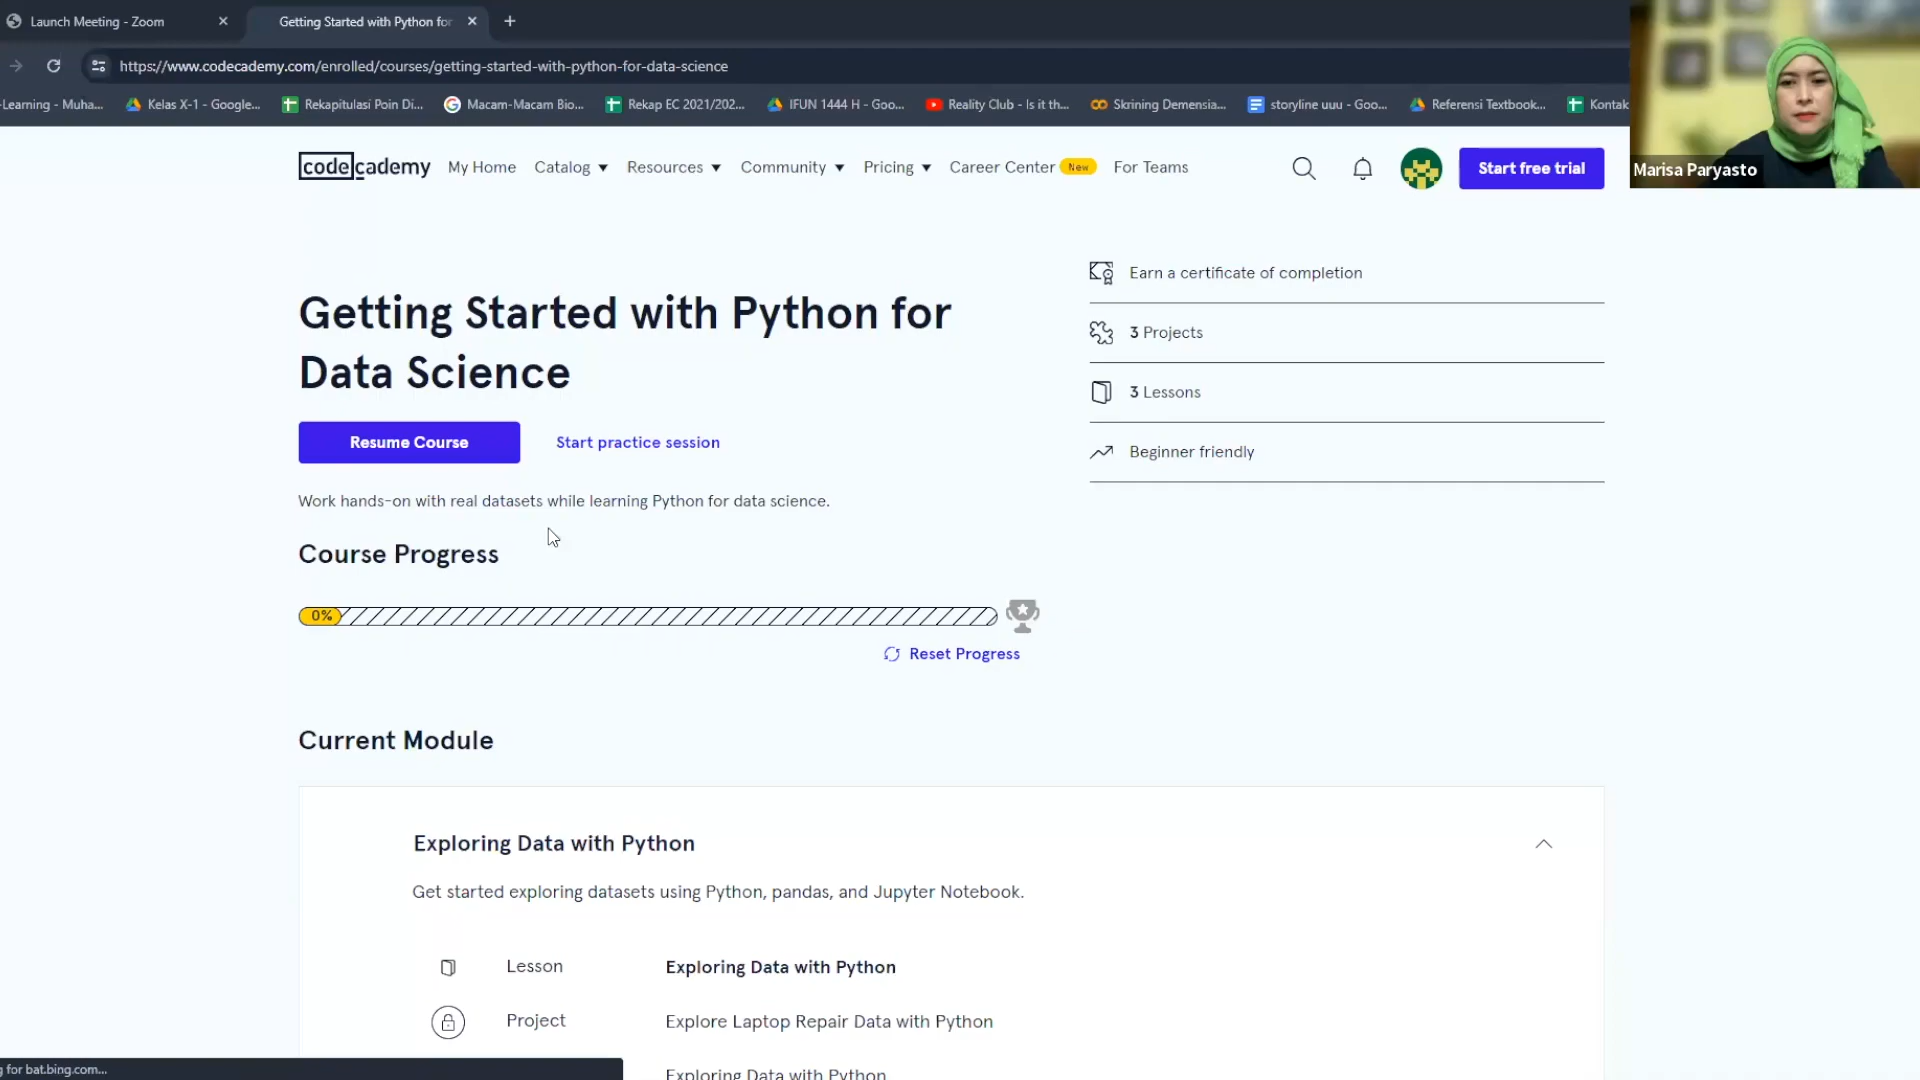 Launch Meeting - Zoom
Getting Started with Python for
https://www.codecademy.com/enrolled/courses/getting-started-with-python-for-data-science
-Learning - Muha...
Kelas X-1 - Google...
Rekapitulasi Poin Di...
Macam-Macam Bio...
Rekap EC 2021/202...
IFUN 1444 H - Goo...
Reality Club - Is it th...
Skrining Demensia...
storyline uuu - Goo...
Referensi Textbook...
Kontak
Marisa Paryasto
codecademy
My Home
Catalog
Resources
Community
Pricing
Career Center New
For Teams
Start free trial
Getting Started with Python for
Data Science
Resume Course
Start practice session
Work hands-on with real datasets while learning Python for data science.
Earn a certificate of completion
3 Projects
3 Lessons
Beginner friendly
Course Progress
0%
Reset Progress
Current Module
Exploring Data with Python
Get started exploring datasets using Python, pandas, and Jupyter Notebook.
Lesson
Exploring Data with Python
Project
Explore Laptop Repair Data with Python
Exploring Data with Python
g for bat.bing.com...